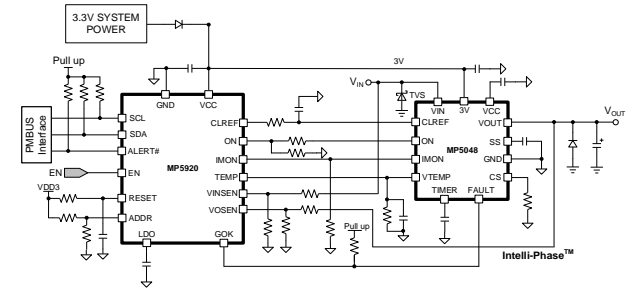 3.3V SYSTEM
POWER
Pull up
3V
V_IN
TVS
GND
VCC
VIN
3V
VCC
V_OUT
PMBUS
Interface
SCL
CLREF
CLREF
VOUT
SDA
ON
ON
SS
ALERT#
MP5920
IMON
IMON
MP5048
GND
EN
EN
TEMP
VTEMP
CS
VDD3
RESET
VINSEN
TIMER
FAULT
ADDR
VOSEN
LDO
GOK
Pull up
Intelli-Phase™